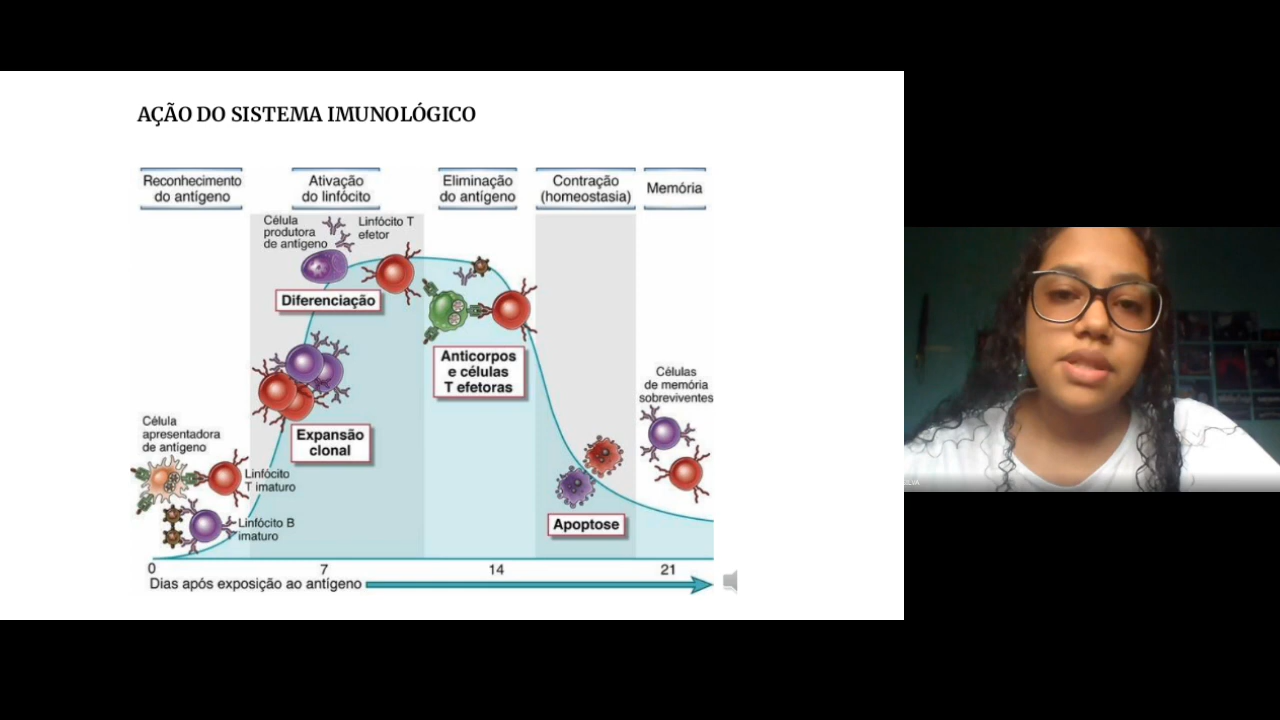 AÇÃO DO SISTEMA IMUNOLÓGICO
Reconhecimento
do antígeno
Ativação
do linfócito
Eliminação
do antígeno
Contração
(homeostasia)
Memória
Célula
produtora
de antígeno
Linfócito T
efetor
Diferenciação
Anticorpos
e células
T efetoras
Células
de memória
sobreviventes
Célula
apresentadora
de antígeno
Expansão
clonal
Linfócito
T imaturo
Linfócito B
imaturo
Apoptose
0
7
14
21
Dias após exposição ao antígeno